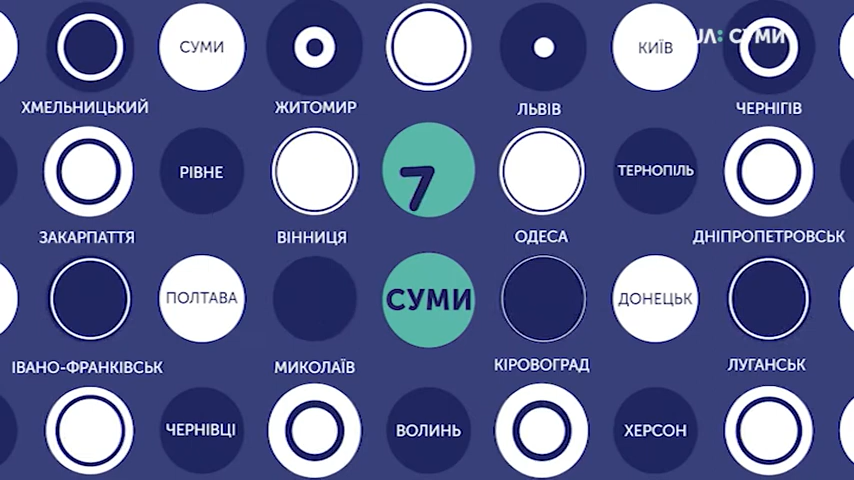 СУМИ
КИЇВ
UA: СУМИ
ХМЕЛЬНИЦЬКИЙ
ЖИТОМИР
ЛЬВІВ
ЧЕРНІГІВ
РІВНЕ
7
ТЕРНОПІЛЬ
ЗАКАРПАТТЯ
ВІННИЦЯ
ОДЕСА
ДНІПРОПЕТРОВСЬК
ПОЛТАВА
СУМИ
ДОНЕЦЬК
ІВАНО-ФРАНКІВСЬК
МИКОЛАЇВ
КІРОВОГРАД
ЛУГАНСЬК
ЧЕРНІВЦІ
ВОЛИНЬ
ХЕРСОН